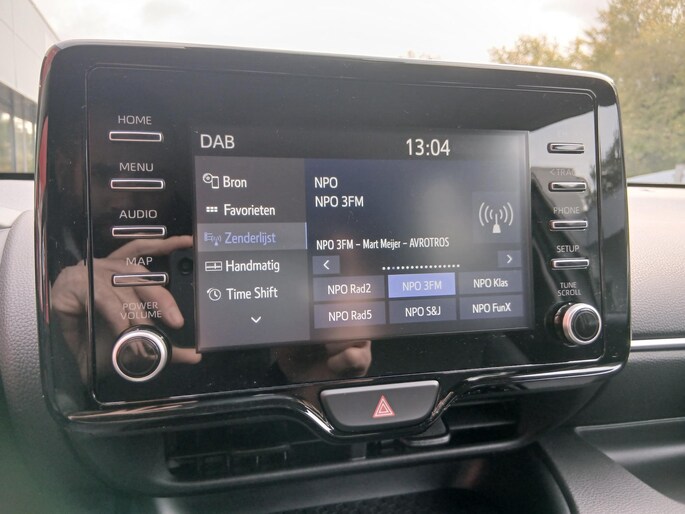 HOME
MENU
AUDIO
MAP
POWER
VOLUME
DAB
13:04
Bron
Favorieten
Zenderlijst
Handmatig
Time Shift
NPO
NPO 3FM
NPO 3FM – Mart Meijer – AVROTROS
NPO Rad2
NPO 3FM
NPO Klas
NPO Rad5
NPO S&J
NPO FunX
< TRACK
PHONE
SETUP
TUNE
SCROLL